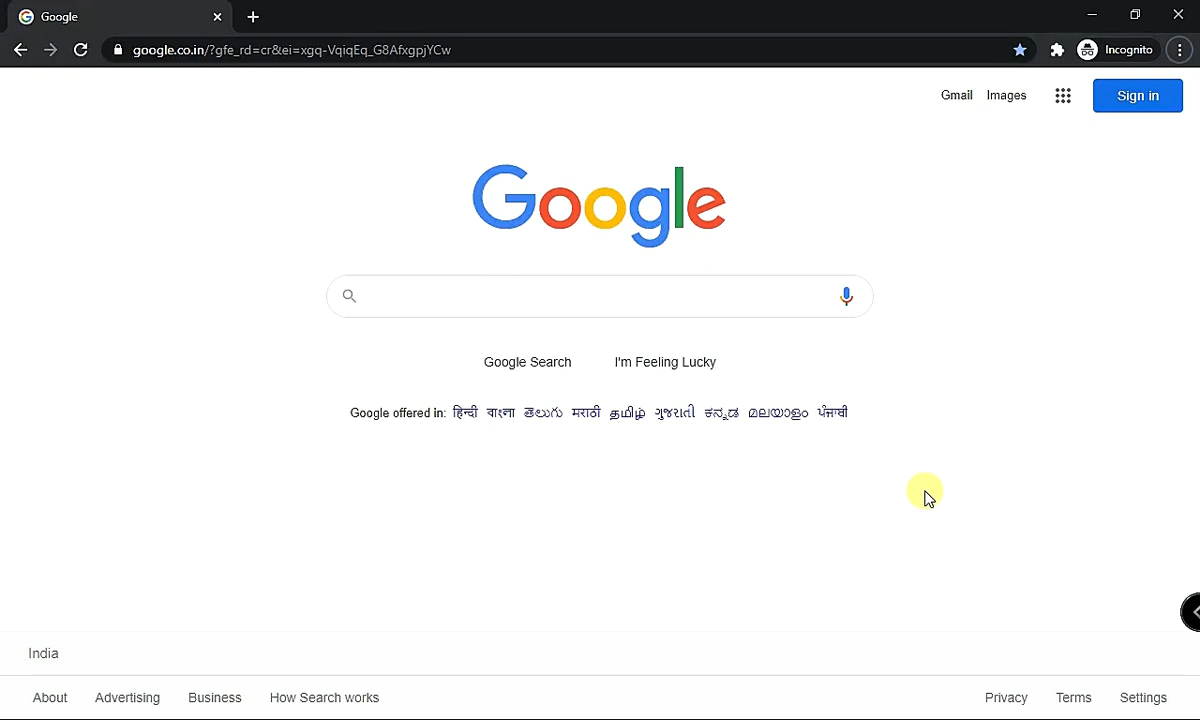 Google
google.co.in/?gfe_rd=cr&ei=xgq-VqiqEq_G8AfxgpjYCw
Incognito
Gmail Images Sign in
Google
Google Search I'm Feeling Lucky
Google offered in: हिन्दी বাংলা తెలుగు मराठी தமிழ் ગુજરાતી ಕನ್ನಡ മലയാളം ਪੰਜਾਬੀ
India
About Advertising Business How Search works Privacy Terms Settings